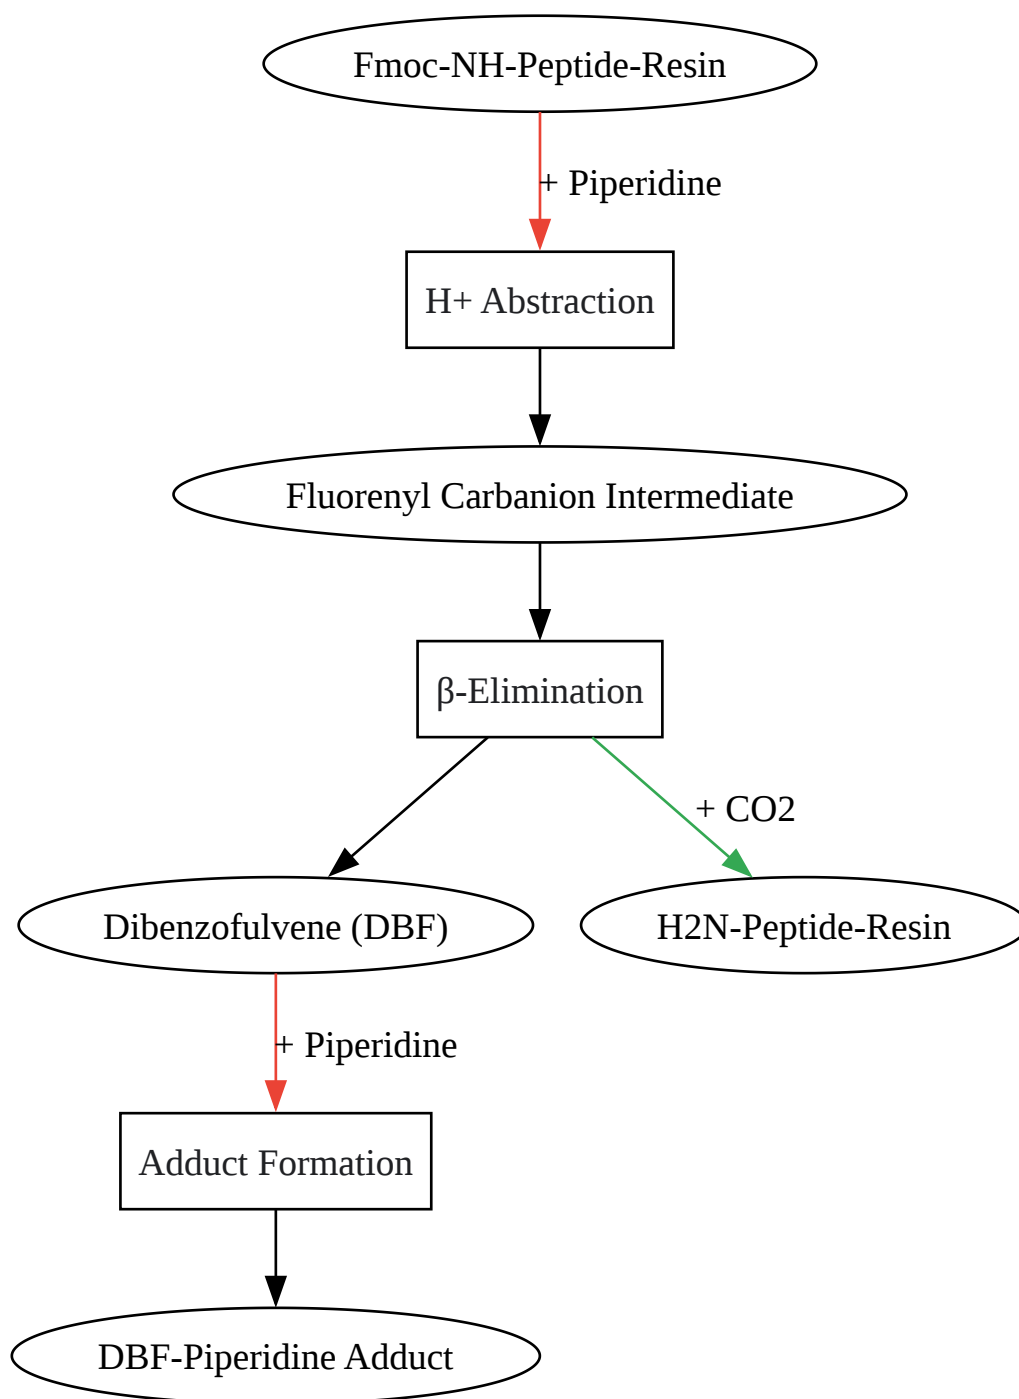 Fmoc-NH-Peptide-Resin
+ Piperidine
H+ Abstraction
Fluorenyl Carbanion Intermediate
β-Elimination
+ CO2
Dibenzofulvene (DBF)
H2N-Peptide-Resin
+ Piperidine
Adduct Formation
DBF-Piperidine Adduct